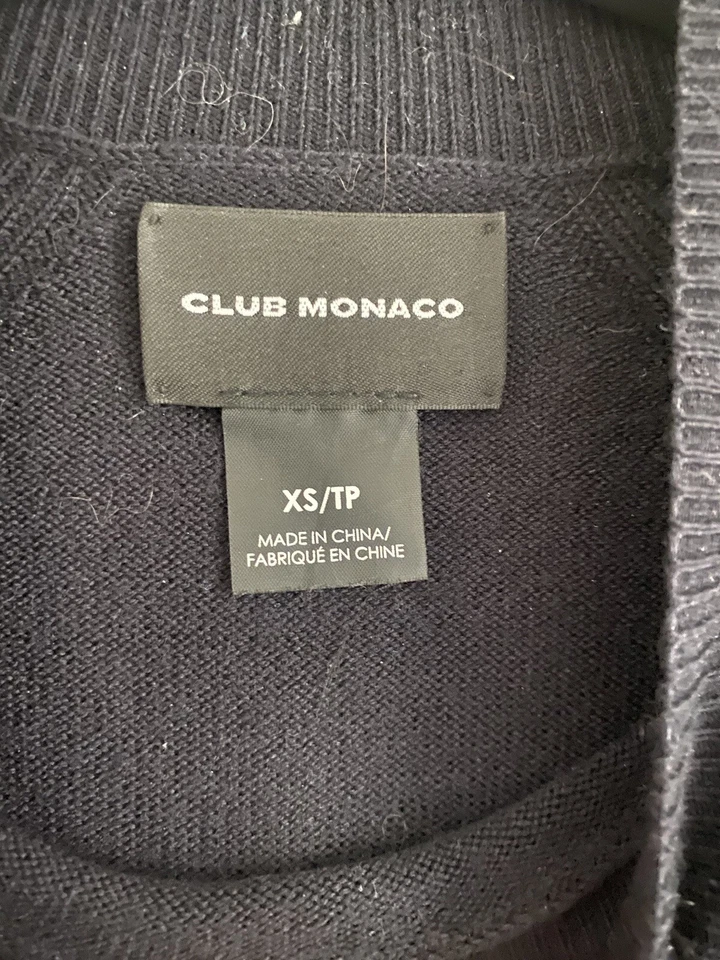 CLUB MONACO
XS/TP
MADE IN CHINA/
FABRIQUÉ EN CHINE